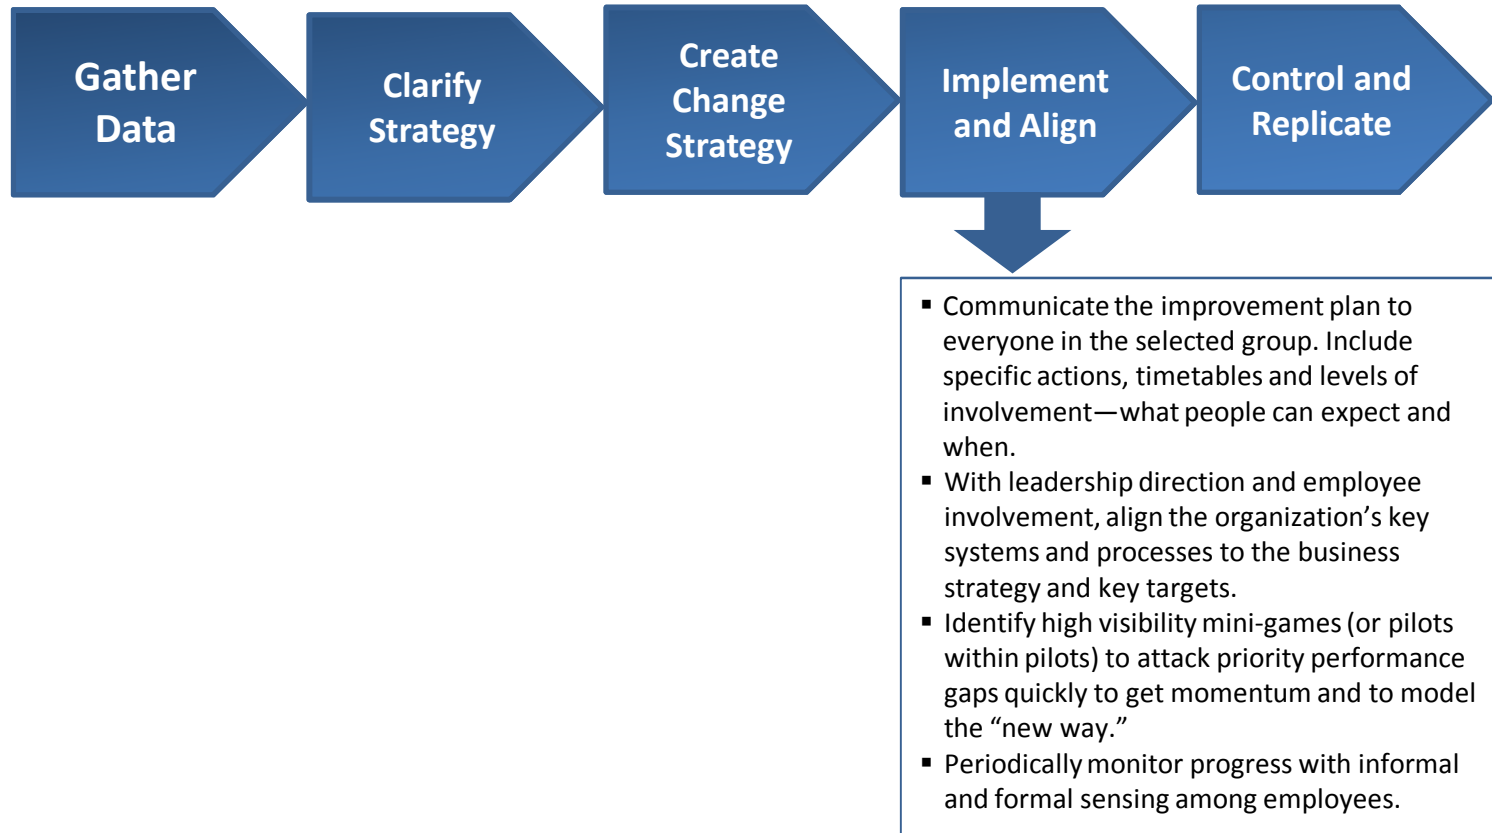 Gather
Data
Clarify
Strategy
Create
Change
Strategy
Implement
and Align
Control and
Replicate
▪ Communicate the improvement plan to
everyone in the selected group. Include
specific actions, timetables and levels of
involvement—what people can expect and
when.
▪ With leadership direction and employee
involvement, align the organization’s key
systems and processes to the business
strategy and key targets.
▪ Identify high visibility mini-games (or pilots
within pilots) to attack priority performance
gaps quickly to get momentum and to model
the “new way.”
▪ Periodically monitor progress with informal
and formal sensing among employees.